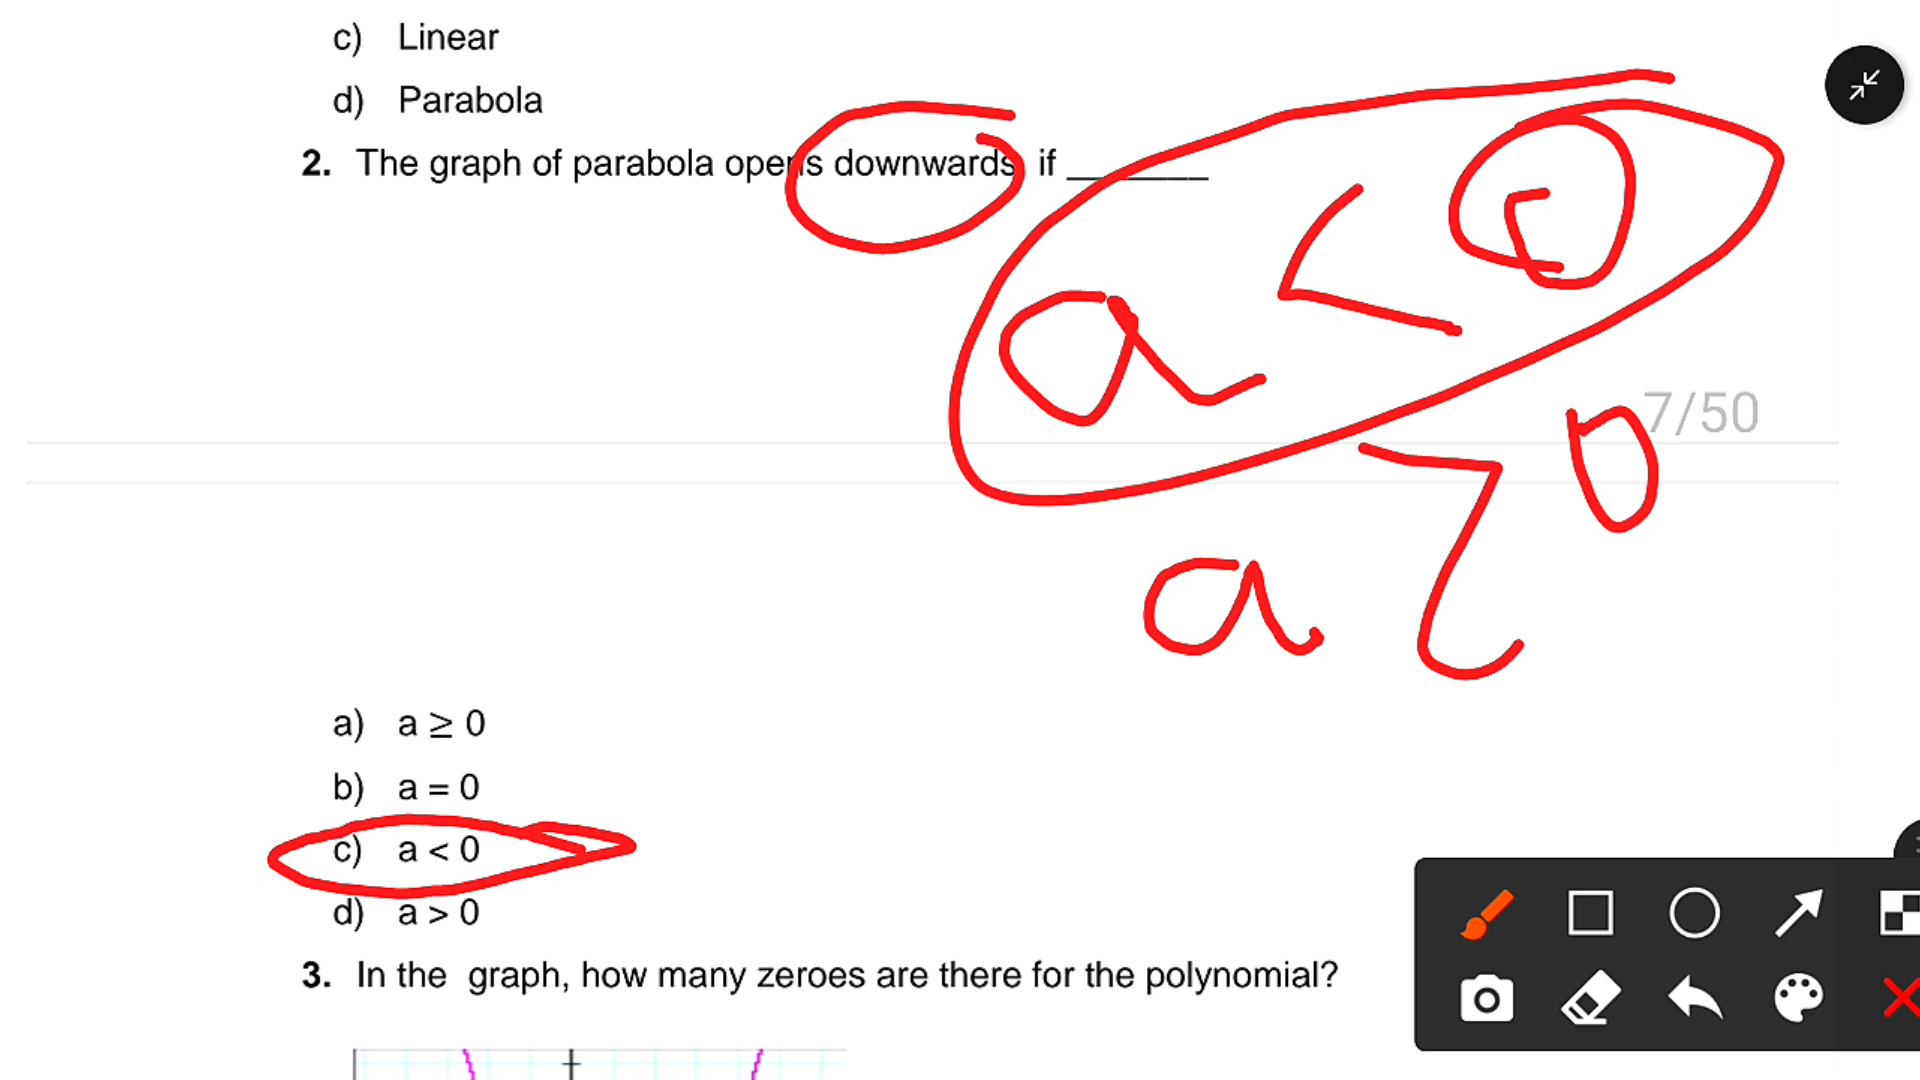 c) Linear
d) Parabola
2. The graph of parabola opens downwards, if ________
a < 0
7/50
a > 0
a) a ≥ 0
b) a = 0
c) a < 0
d) a > 0
3. In the graph, how many zeroes are there for the polynomial?